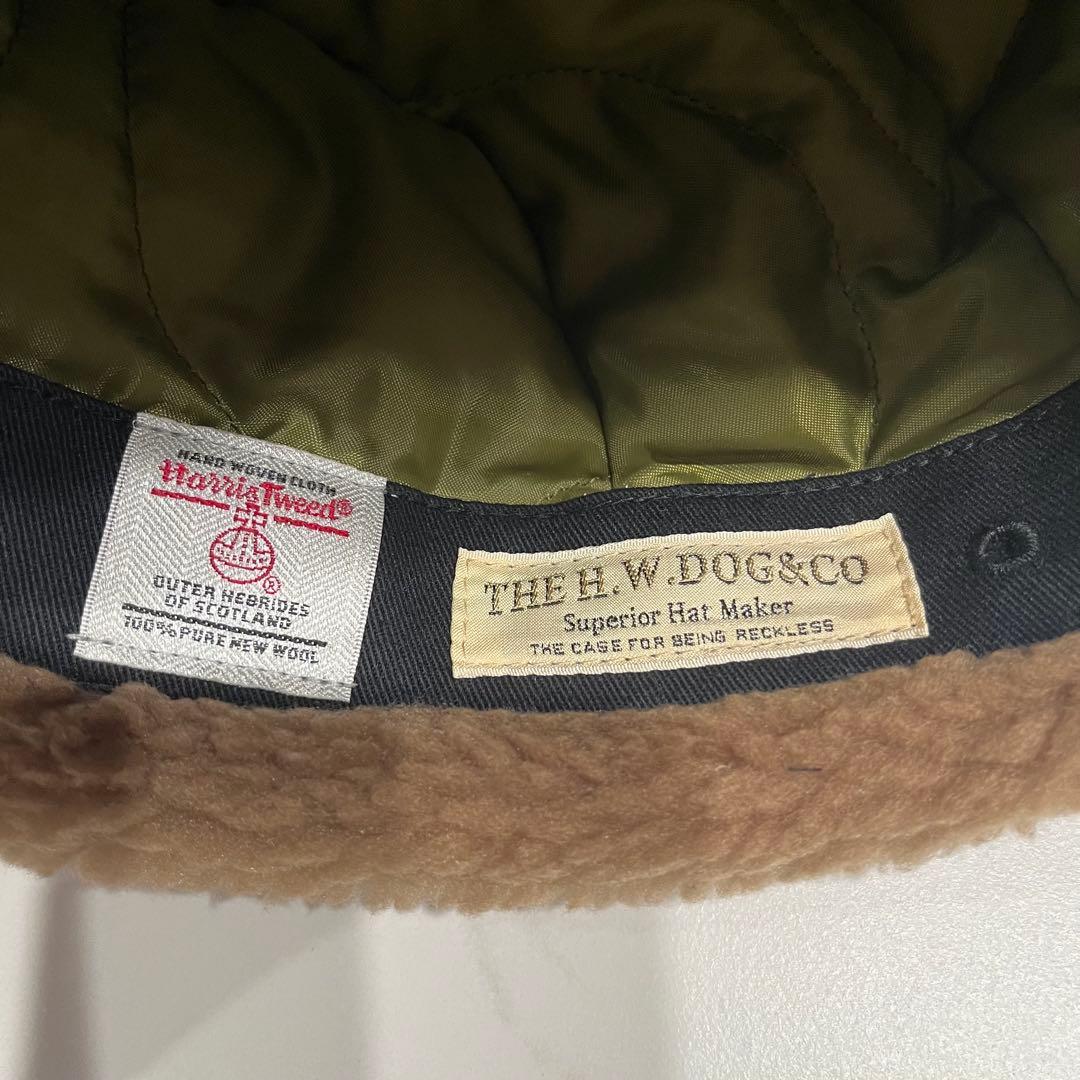 HAND WOVEN CLOTH
Harris Tweed®
®
OUTER HEBRIDES
OF SCOTLAND
100% PURE NEW WOOL
THE H.W.DOG&CO
Superior Hat Maker
THE CASE FOR BEING RECKLESS